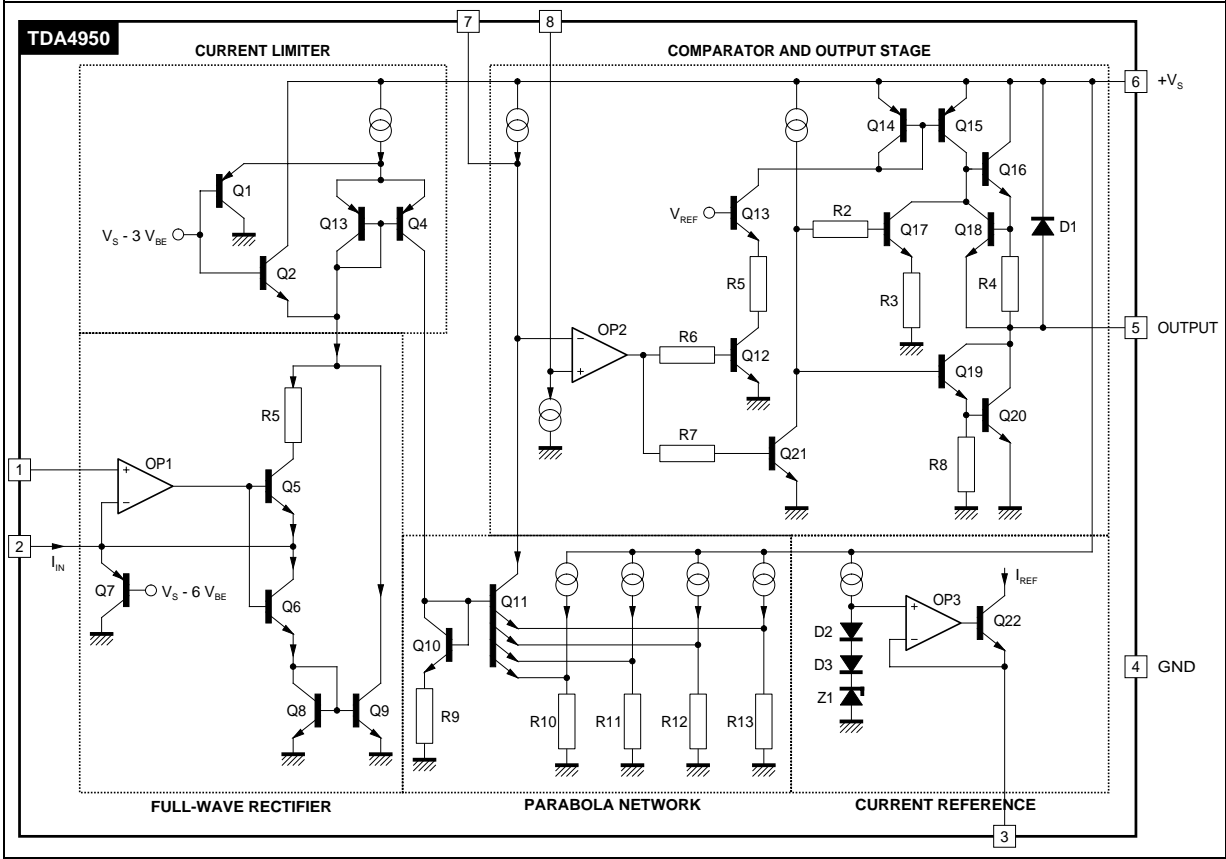 TDA4950
7
8
CURRENT LIMITER
COMPARATOR AND OUTPUT STAGE
6
+VS
Q14
Q15
Q1
Q16
Q13
Q4
VREF
Q13
R2
Q17
Q18
D1
VS - 3 VBE
Q2
R5
R3
R4
OP2
5
OUTPUT
R6
Q12
Q19
R5
Q20
R7
Q21
R8
1
OP1
Q5
2
IIN
Q7
VS - 6 VBE
Q6
Q11
IREF
OP3
Q22
D2
Q10
D3
4
GND
Z1
Q8
Q9
R9
R10
R11
R12
R13
FULL-WAVE RECTIFIER
PARABOLA NETWORK
CURRENT REFERENCE
3